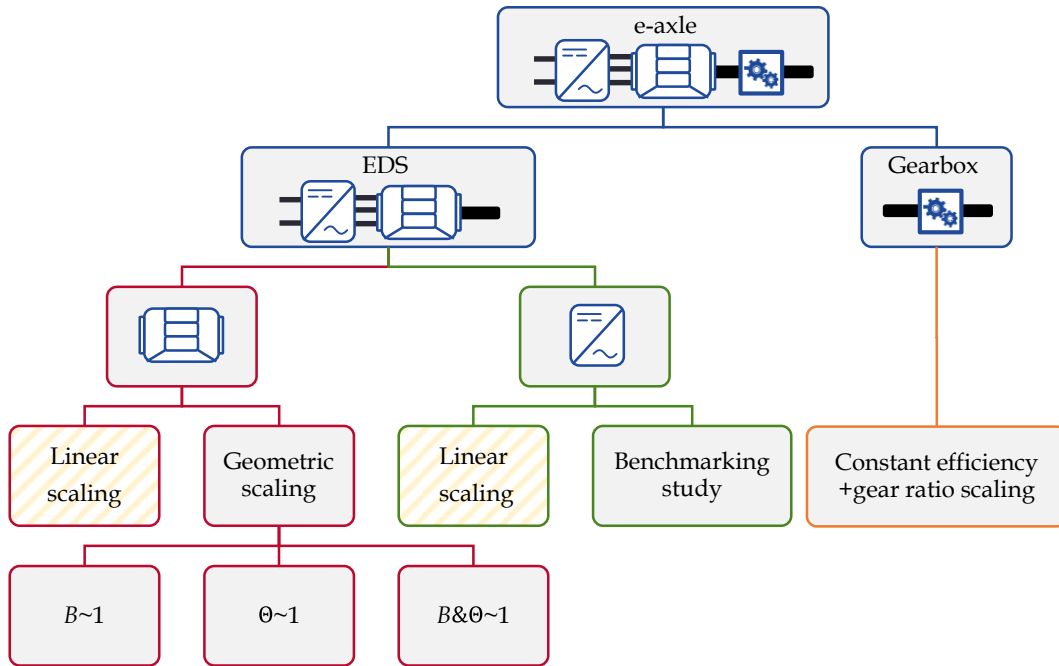 e-axle
EDS
Gearbox
Linear
scaling
Geometric
scaling
Linear
scaling
Benchmarking
study
Constant efficiency
+gear ratio scaling
B~1
Θ~1
B&Θ~1